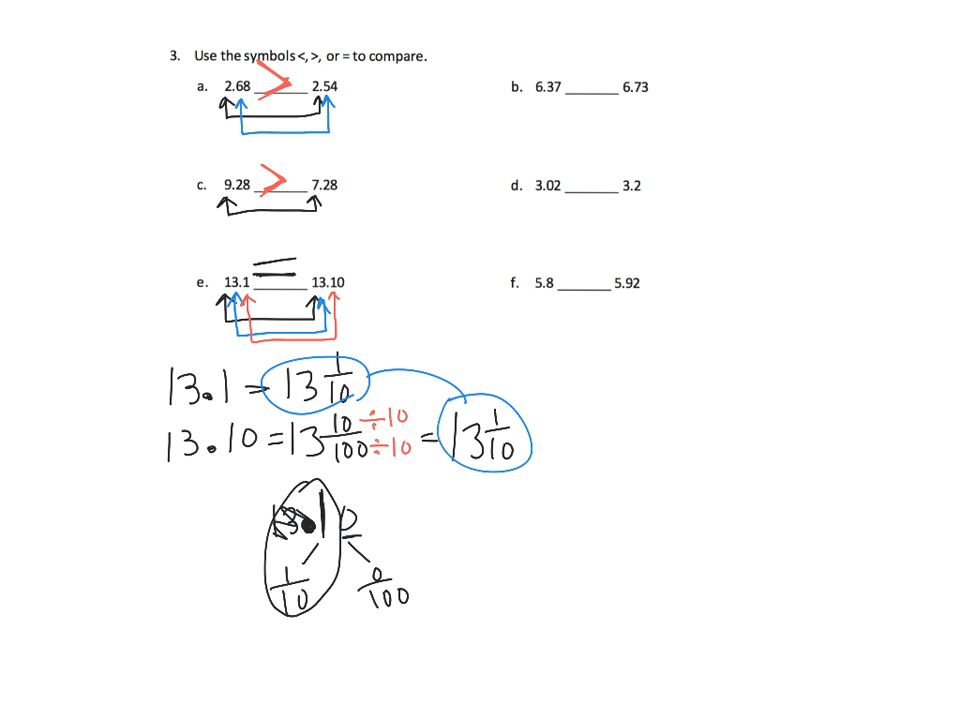 3. Use the symbols <, >, or = to compare.
a. 2.68 > 2.54 b. 6.37 ______ 6.73
c. 9.28 > 7.28 d. 3.02 ______ 3.2
e. 13.1 = 13.10 f. 5.8 ______ 5.92
13.1 = 13 1/10
13.10 = 13 10/100 ÷10/÷10 = 13 1/10
.10
1/10 0/100